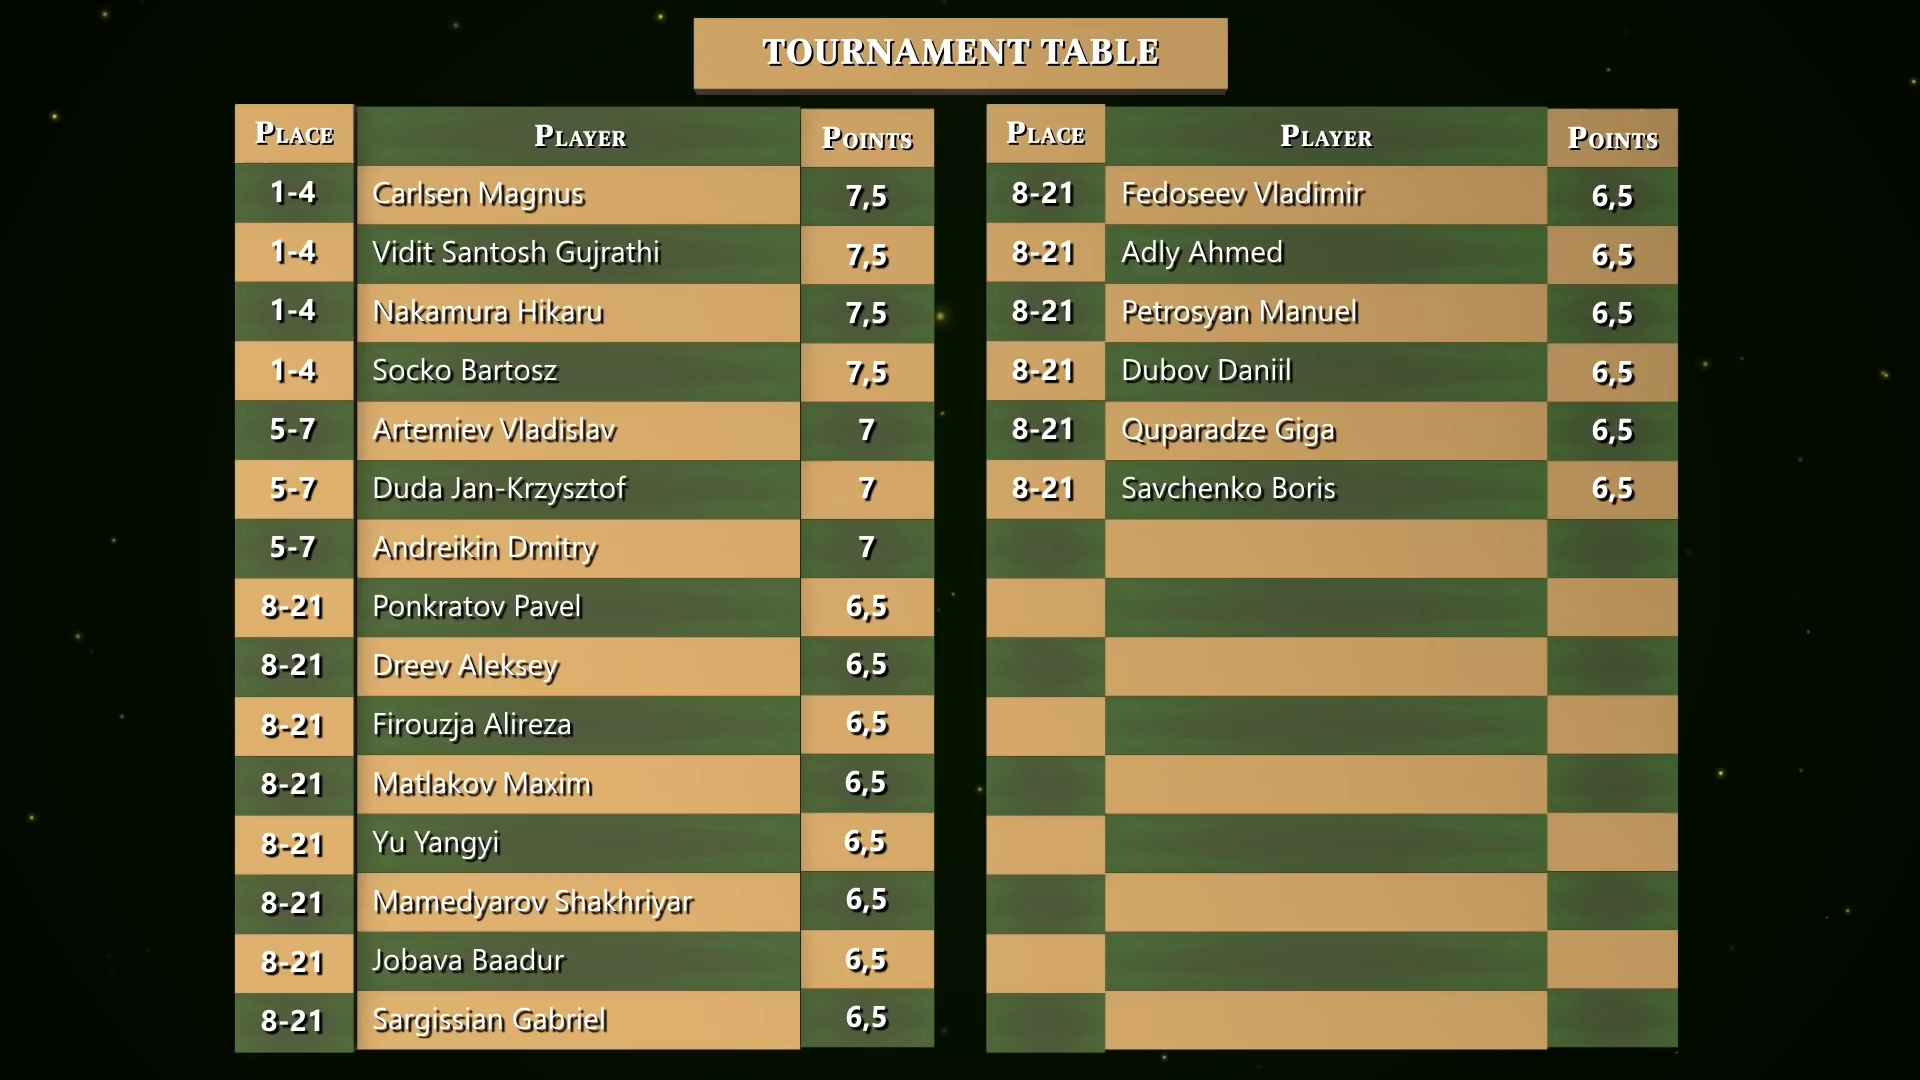 TOURNAMENT TABLE
PLACE PLAYER POINTS
1-4 Carlsen Magnus 7,5
1-4 Vidit Santosh Gujrathi 7,5
1-4 Nakamura Hikaru 7,5
1-4 Socko Bartosz 7,5
5-7 Artemiev Vladislav 7
5-7 Duda Jan-Krzysztof 7
5-7 Andreikin Dmitry 7
8-21 Ponkratov Pavel 6,5
8-21 Dreev Aleksey 6,5
8-21 Firouzja Alireza 6,5
8-21 Matlakov Maxim 6,5
8-21 Yu Yangyi 6,5
8-21 Mamedyarov Shakhriyar 6,5
8-21 Jobava Baadur 6,5
8-21 Sargissian Gabriel 6,5
PLACE PLAYER POINTS
8-21 Fedoseev Vladimir 6,5
8-21 Adly Ahmed 6,5
8-21 Petrosyan Manuel 6,5
8-21 Dubov Daniil 6,5
8-21 Quparadze Giga 6,5
8-21 Savchenko Boris 6,5